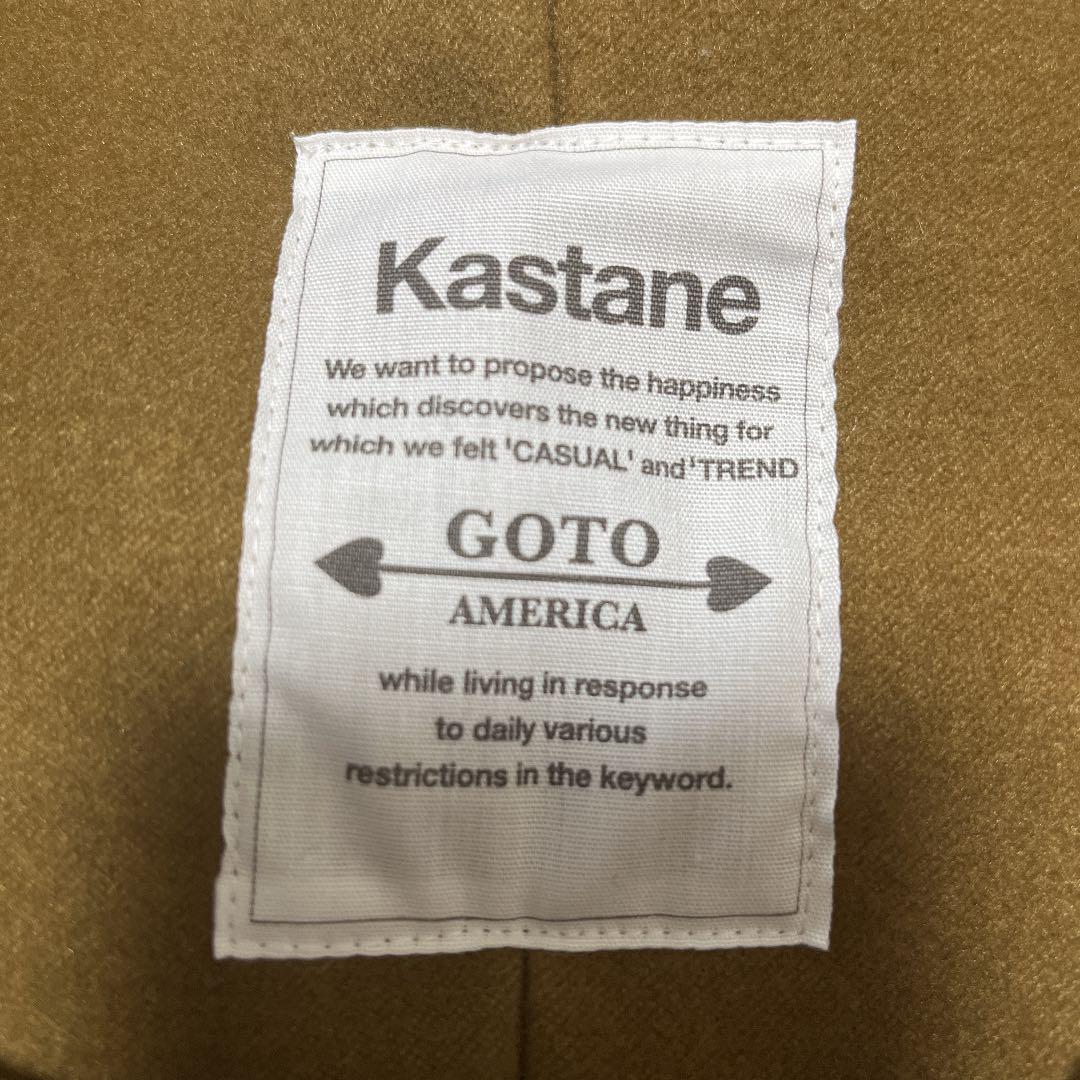 Kastane
We want to propose the happiness
which discovers the new thing for
which we felt 'CASUAL' and 'TREND
GOTO
AMERICA
while living in response
to daily various
restrictions in the keyword.